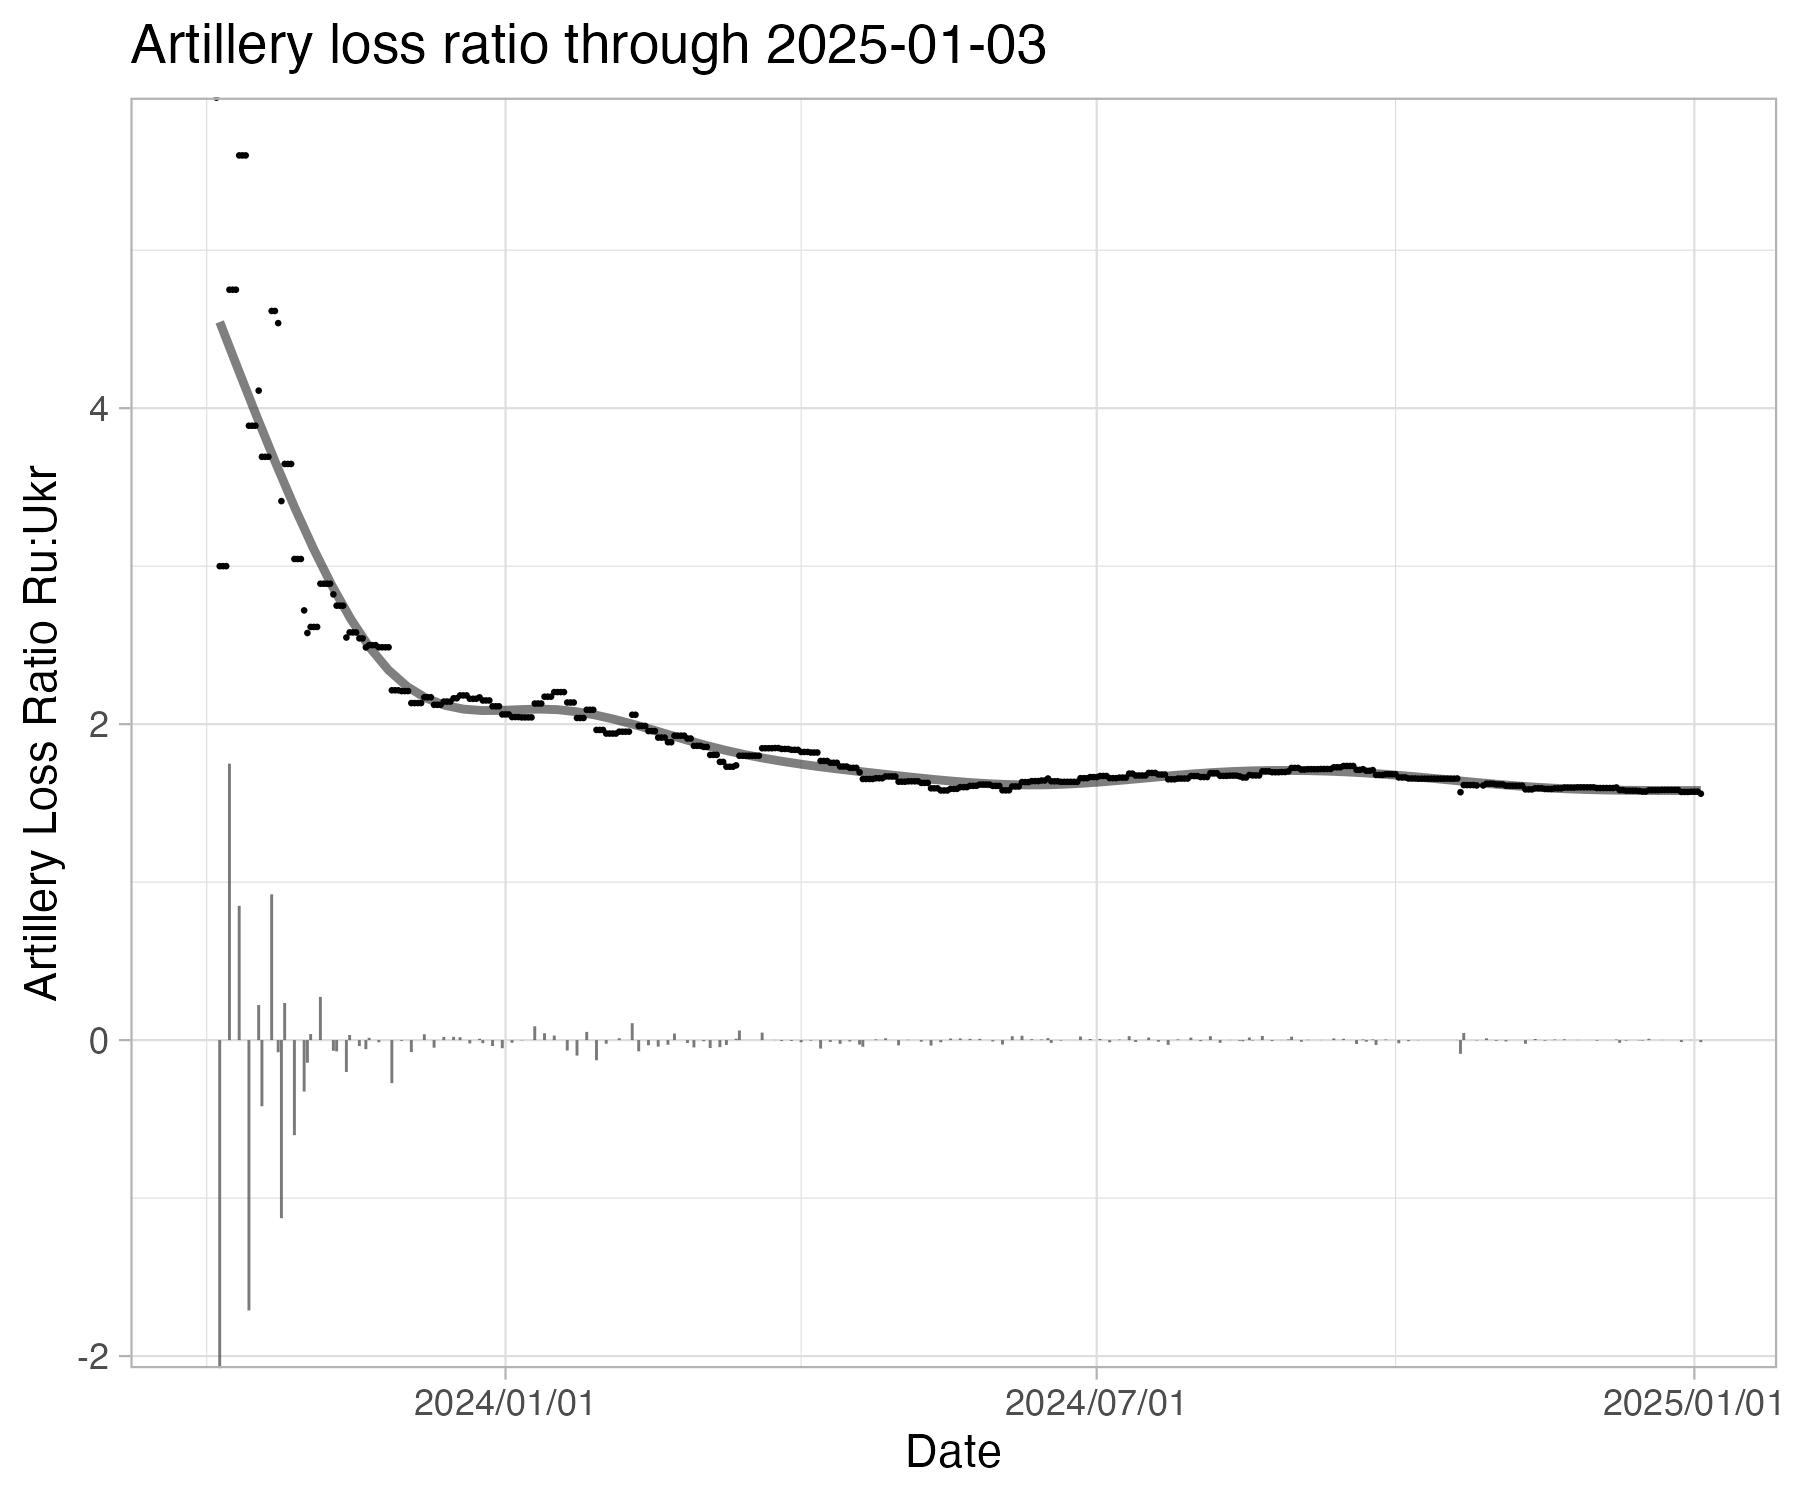 Artillery loss ratio through 2025-01-03
Artillery Loss Ratio Ru:Ukr
4
2
0
-2
2024/01/01
2024/07/01
2025/01/01
Date